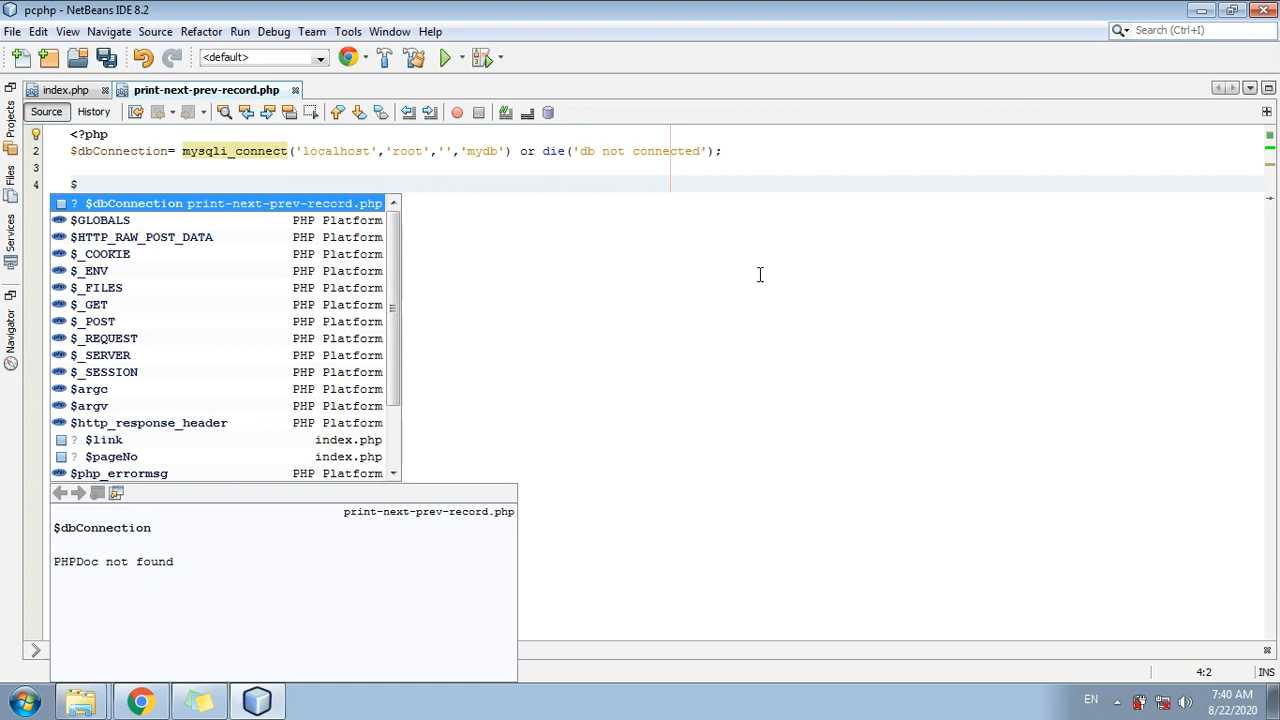 pcphp - NetBeans IDE 8.2
File Edit View Navigate Source Refactor Run Debug Team Tools Window Help
Search (Ctrl+I)
<default>
index.php
print-next-prev-record.php
Source History
Projects
Files
Services
Navigator
<?php
2 $dbConnection= mysqli_connect('localhost','root','','mydb') or die('db not connected');
3
4 $
? $dbConnection print-next-prev-record.php
$GLOBALS PHP Platform
$HTTP_RAW_POST_DATA PHP Platform
$_COOKIE PHP Platform
$_ENV PHP Platform
$_FILES PHP Platform
$_GET PHP Platform
$_POST PHP Platform
$_REQUEST PHP Platform
$_SERVER PHP Platform
$_SESSION PHP Platform
$argc PHP Platform
$argv PHP Platform
$http_response_header PHP Platform
? $link index.php
? $pageNo index.php
$php_errormsg PHP Platform
print-next-prev-record.php
$dbConnection
PHPDoc not found
4:2 INS
EN
7:40 AM
8/22/2020